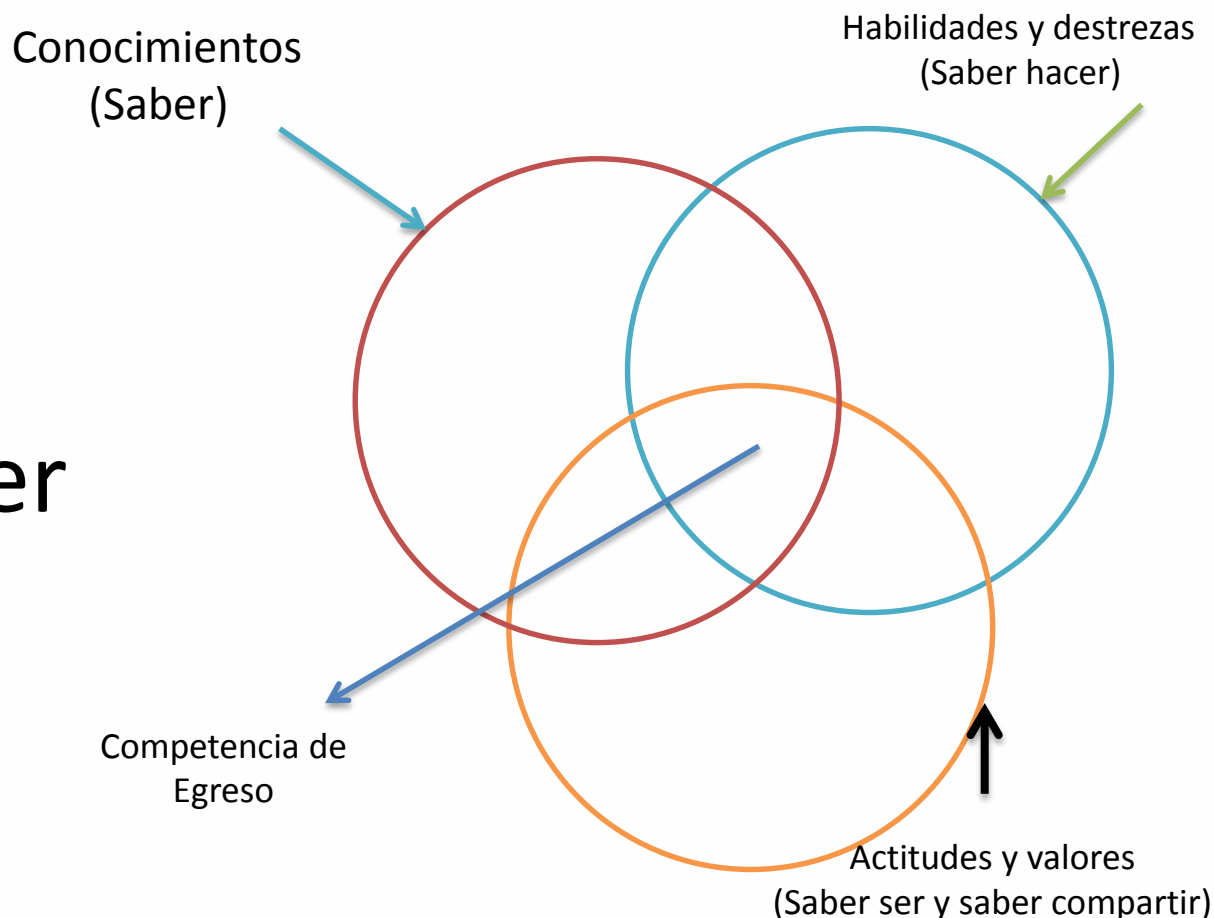 Conocimientos
(Saber)
Habilidades y destrezas
(Saber hacer)
er
Competencia de
Egreso
Actitudes y valores
(Saber ser y saber compartir)